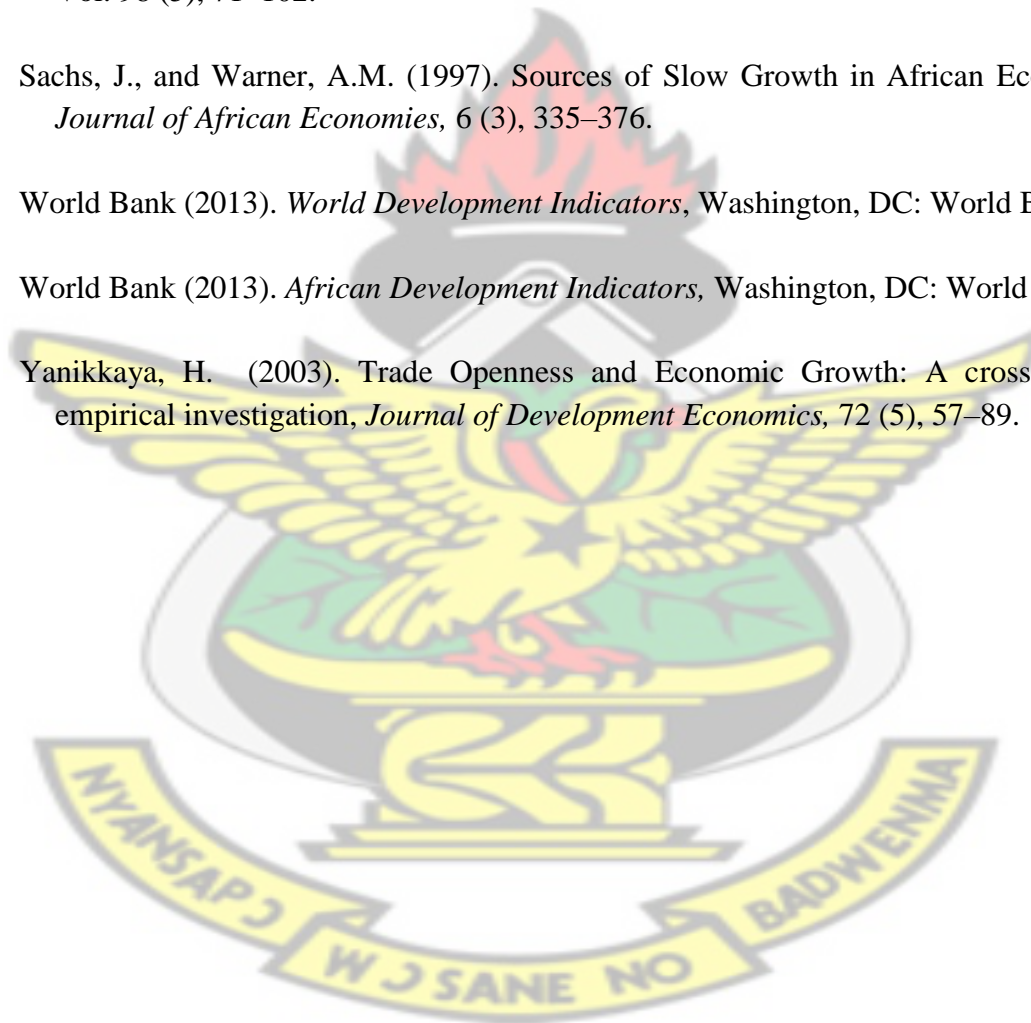 Sachs, J., and Warner, A.M. (1997). Sources of Slow Growth in African
Journal of African Economies, 6 (3), 335–376.
World Bank (2013). World Development Indicators, Washington, DC: World
World Bank (2013). African Development Indicators, Washington, DC: World
Yanikkaya, H. (2003). Trade Openness and Economic Growth: A cross
empirical investigation, Journal of Development Economics, 72 (5), 57–89.
NYANSAPƆ
WƆ SANE NO
BADWENMA